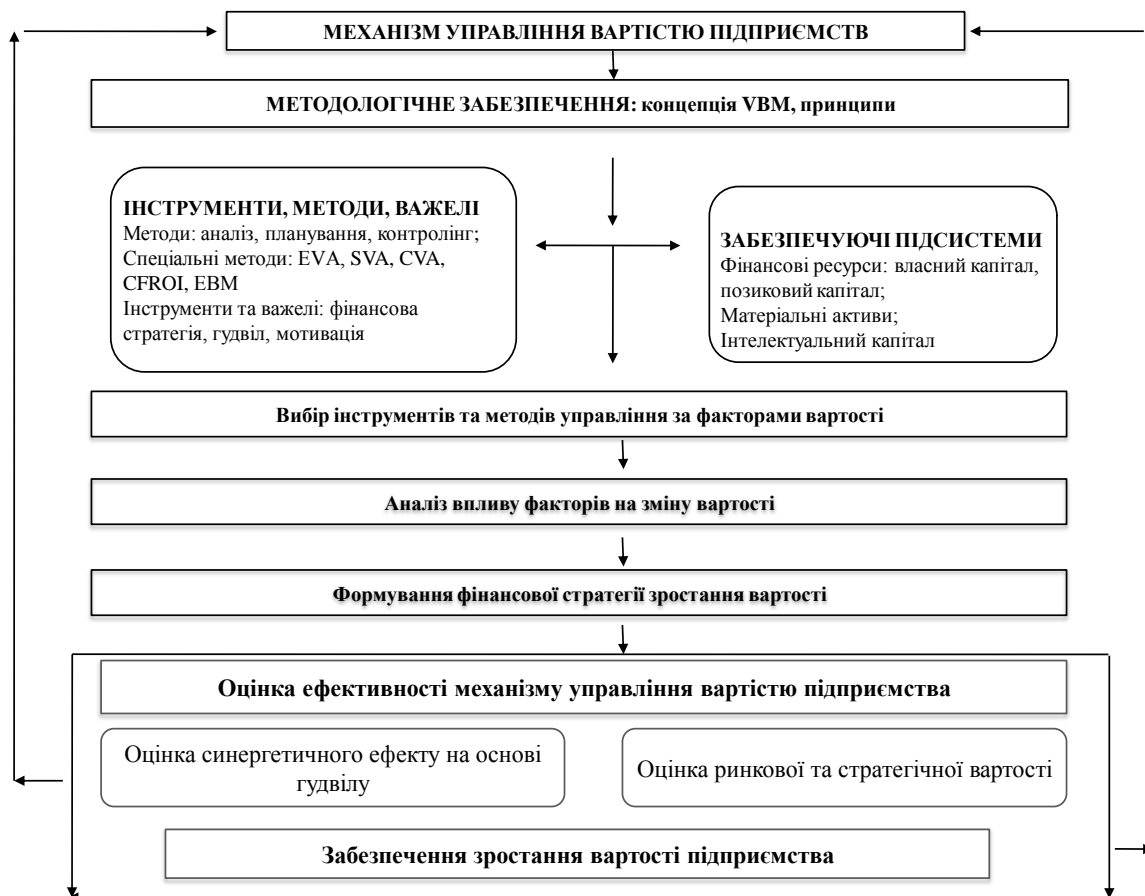 МЕХАНІЗМ УПРАВЛІННЯ ВАРТІСТЮ ПІДПРИЄМСТВ
МЕТОДОЛОГІЧНЕ ЗАБЕЗПЕЧЕННЯ: концепція VBM, принципи
ІНСТРУМЕНТИ, МЕТОДИ, ВАЖЕЛІ
Методи: аналіз, планування, контролінг;
Спеціальні методи: EVA, SVA, CVA,
CFROI, EBM
Інструменти та важелі: фінансова
стратегія, гудвіл, мотивація
ЗАБЕЗПЕЧУЮЧІ ПІДСИСТЕМИ
Фінансові ресурси: власний капітал,
позиковий капітал;
Матеріальні активи;
Інтелектуальний капітал
Вибір інструментів та методів управління за факторами вартості
Аналіз впливу факторів на зміну вартості
Формування фінансової стратегії зростання вартості
Оцінка ефективності механізму управління вартістю підприємства
Оцінка синергетичного ефекту на основі
гудвілу
Оцінка ринкової та стратегічної вартості
Забезпечення зростання вартості підприємства